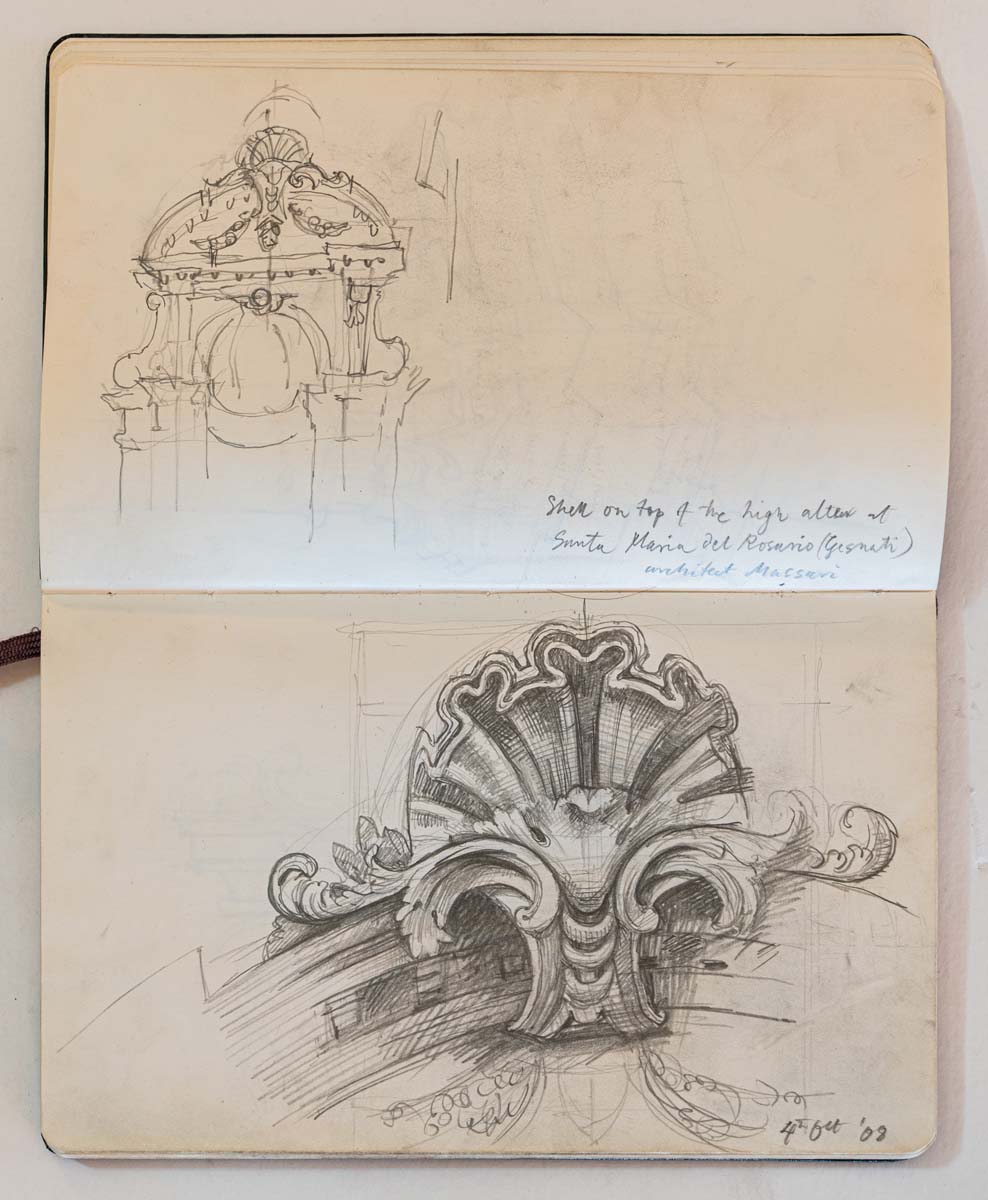 Shell on top of the high altar at
Santa Maria del Rosario (Gesuati)
architect Massari
4th Oct '08